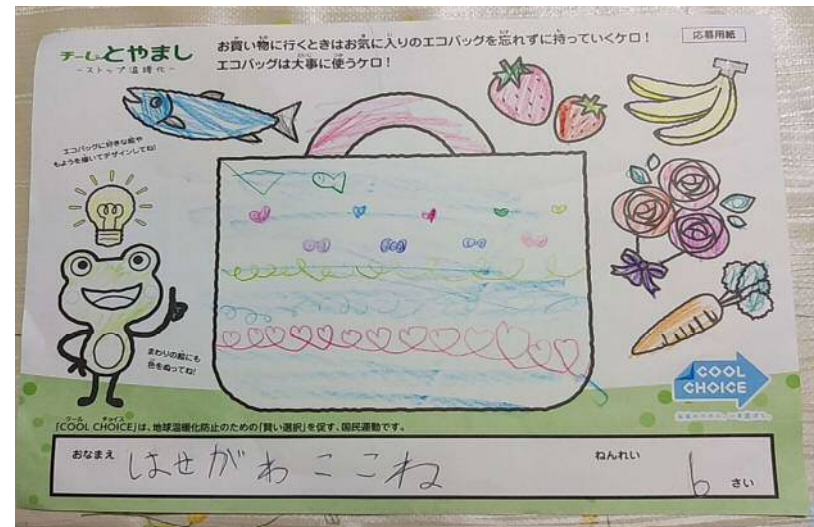 チームとやまし
-ストップ温暖化-
お買い物に行くときはお気に入りのエコバッグを忘れずに持っていくケロ!
エコバッグは大事に使うケロ!
応募用紙
エコバッグに好きな絵や
もようを描いてデザインしてね!
まわりの絵にも
色をぬってね!
COOL
CHOICE
「COOL CHOICE」は、地球温暖化防止のための「賢い選択」を促す、国民運動です。
おなまえ はせがわ ここね ねんれい 6 さい